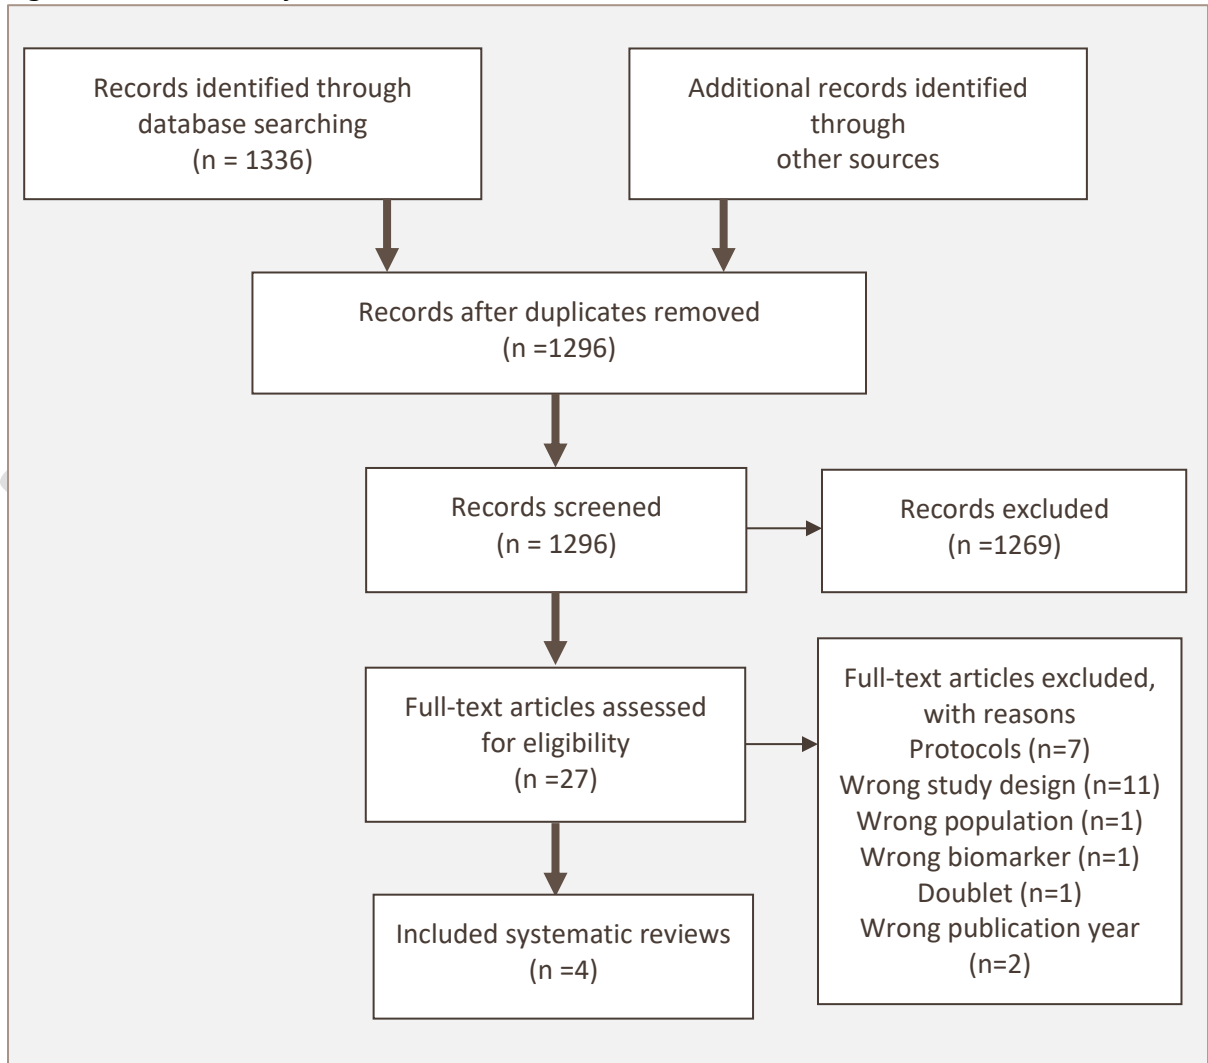 Records identified through
database searching
(n = 1336)
Additional records identified
through
other sources
Records after duplicates removed
(n =1296)
Records screened
(n = 1296)
Records excluded
(n =1269)
Full-text articles assessed
for eligibility
(n =27)
Full-text articles excluded,
with reasons
Protocols (n=7)
Wrong study design (n=11)
Wrong population (n=1)
Wrong biomarker (n=1)
Doublet (n=1)
Wrong publication year
(n=2)
Included systematic reviews
(n =4)